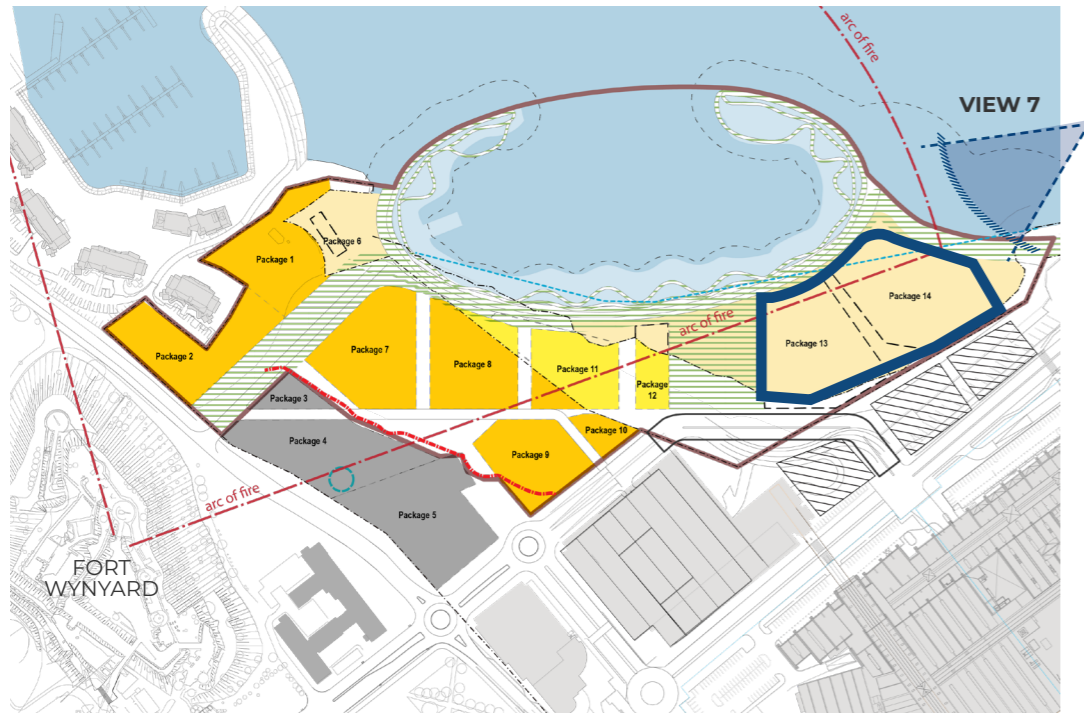 arc of fire
VIEW 7
Package 6
Package 1
Package 14
arc of fire
Package 13
Package 2
Package 7
Package 8
Package 11
Package
12
Package 3
Package 10
Package 4
Package 9
arc of fire
Package 5
FORT
WYNYARD